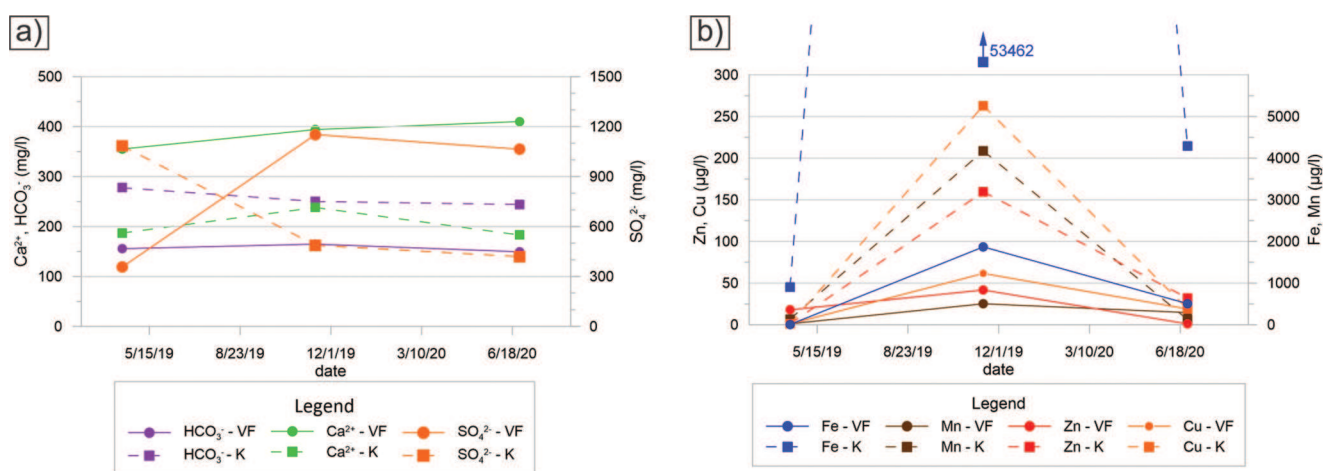 a)
500
400
300
200
100
0
Ca²⁺, HCO₃⁻ (mg/l)
1500
1200
900
600
300
0
SO₄²⁻ (mg/l)
5/15/19 8/23/19 12/1/19 3/10/20 6/18/20
date
Legend
HCO₃⁻ - VF Ca²⁺ - VF SO₄²⁻ - VF
HCO₃⁻ - K Ca²⁺ - K SO₄²⁻ - K
b)
53462
300
250
200
150
100
50
0
Zn, Cu (µg/l)
5000
4000
3000
2000
1000
0
Fe, Mn (µg/l)
5/15/19 8/23/19 12/1/19 3/10/20 6/18/20
date
Legend
Fe - VF Mn - VF Zn - VF Cu - VF
Fe - K Mn - K Zn - K Cu - K